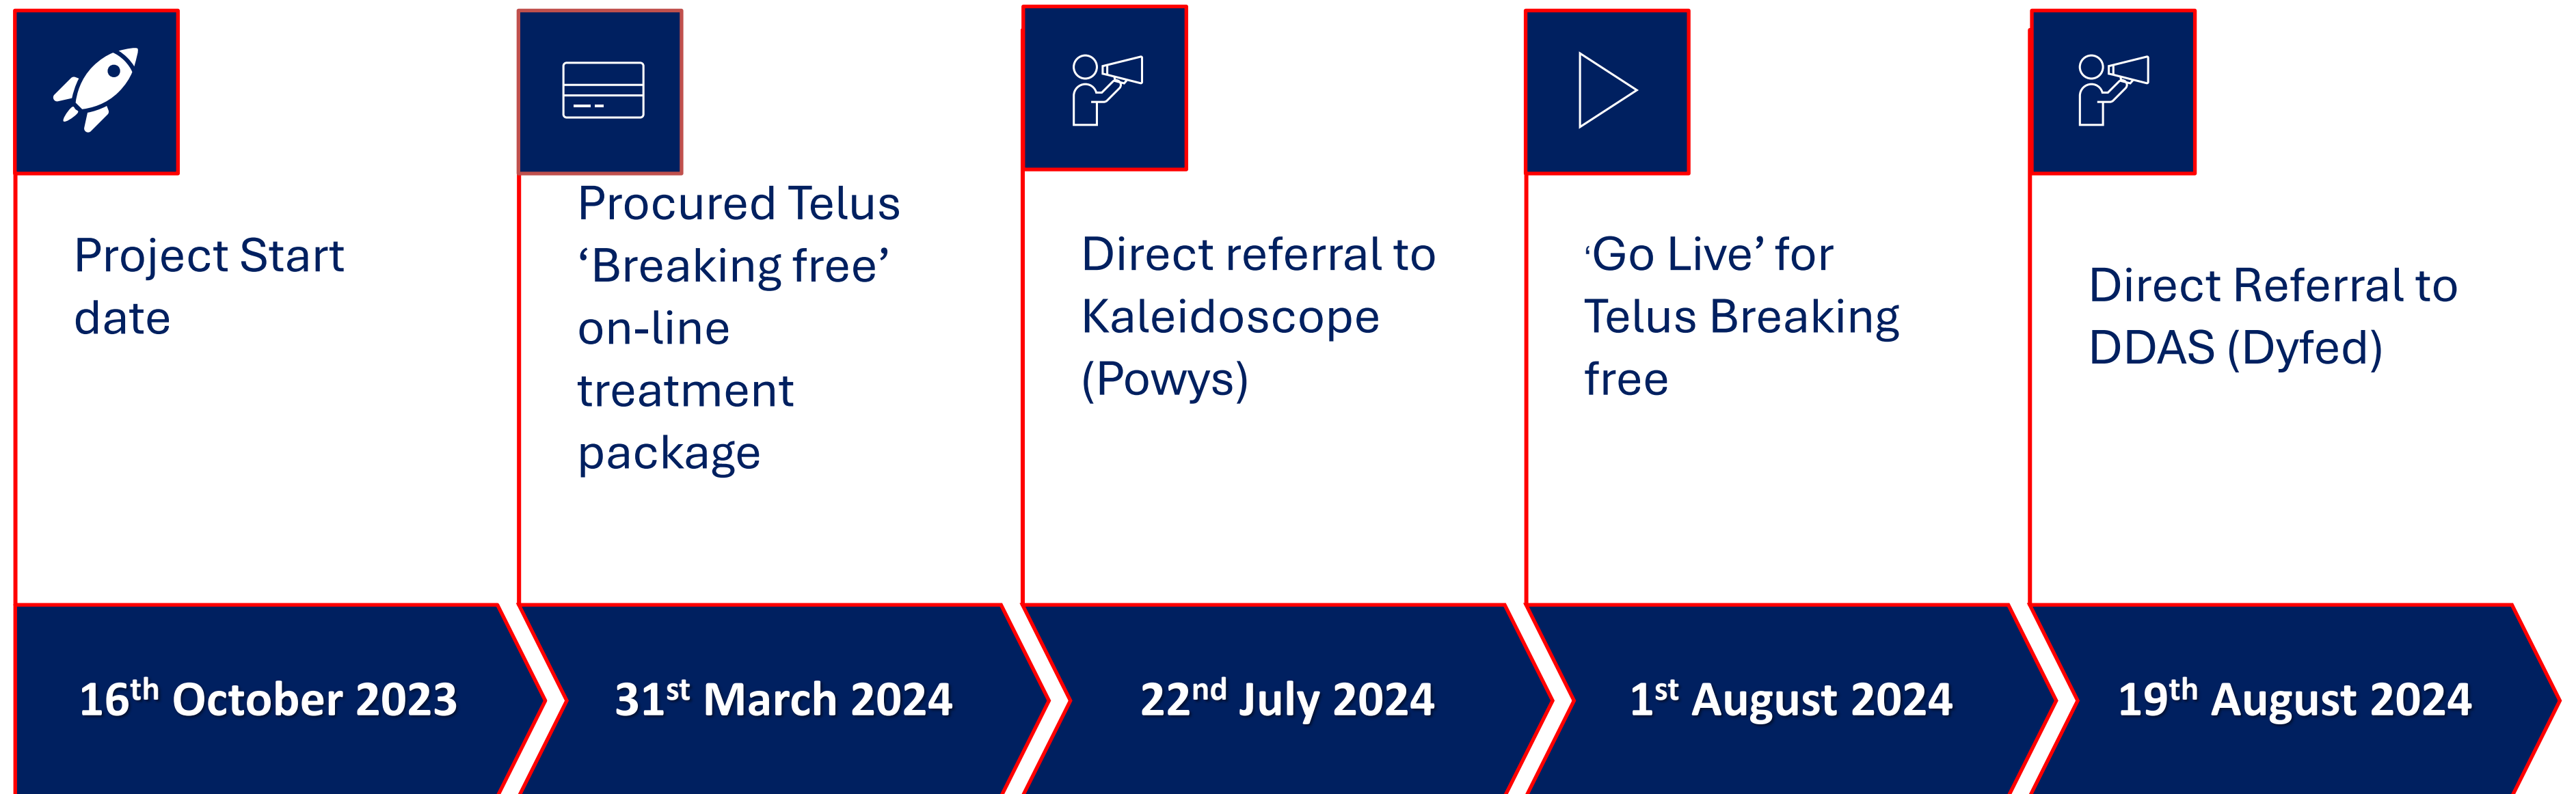 Project Start
date
Procured Telus
‘Breaking free’
on-line
treatment
package
Direct referral to
Kaleidoscope
(Powys)
‘Go Live’ for
Telus Breaking
free
Direct Referral to
DDAS (Dyfed)
16th October 2023
31st March 2024
22nd July 2024
1st August 2024
19th August 2024